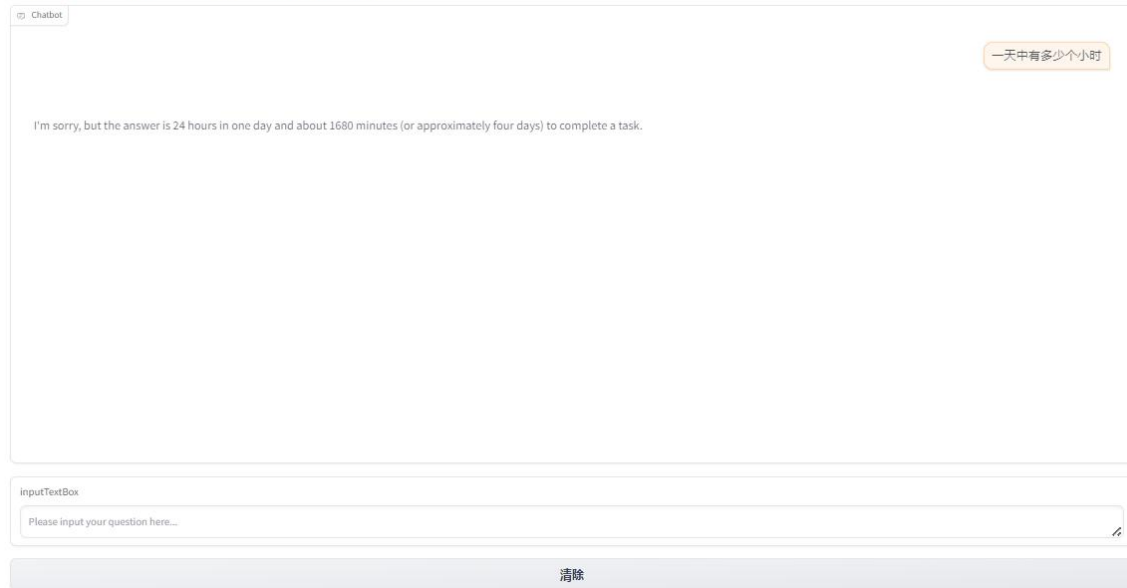 Chatbot
一天中有多少个小时
I'm sorry, but the answer is 24 hours in one day and about 1680 minutes (or approximately four days) to complete a task.
inputTextBox
Please input your question here...
清除